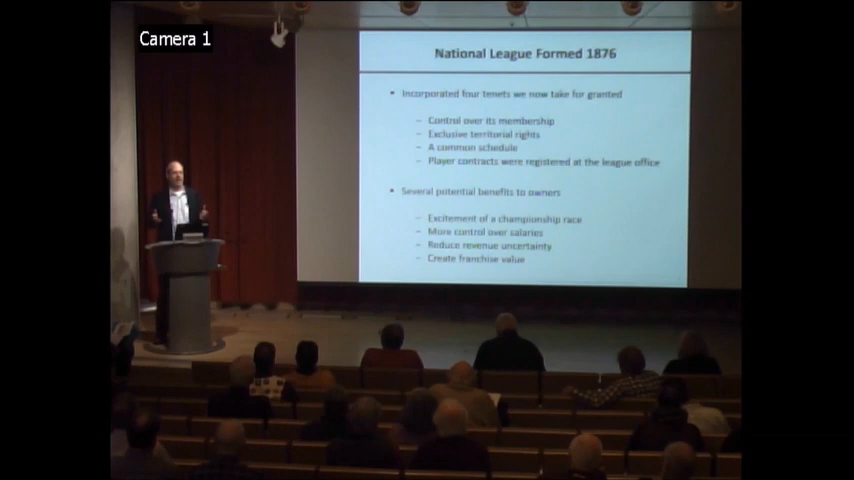 Camera 1
National League Formed 1876
• Incorporated four tenets we now take for granted
– Control over its membership
– Exclusive territorial rights
– A common schedule
– Player contracts were registered at the league office
• Several potential benefits to owners
– Excitement of a championship race
– More control over salaries
– Reduce revenue uncertainty
– Create franchise value